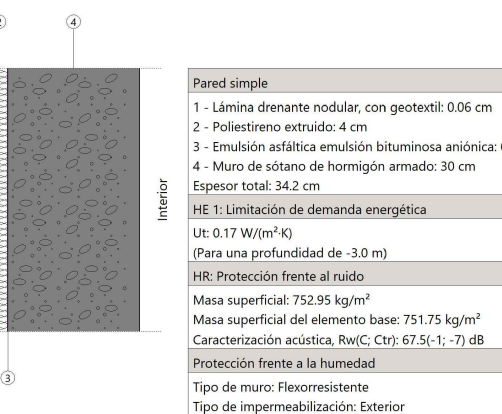 2
4
Interior
3
Pared simple
1 - Lámina drenante nodular, con geotextil: 0.06 cm
2 - Poliestireno extruido: 4 cm
3 - Emulsión asfáltica emulsión bituminosa aniónica:
4 - Muro de sótano de hormigón armado: 30 cm
Espesor total: 34.2 cm
HE 1: Limitación de demanda energética
Ut: 0.17 W/(m²·K)
(Para una profundidad de -3.0 m)
HR: Protección frente al ruido
Masa superficial: 752.95 kg/m²
Masa superficial del elemento base: 751.75 kg/m²
Caracterización acústica, Rw(C; Ctr): 67.5(-1; -7) dB
Protección frente a la humedad
Tipo de muro: Flexorresistente
Tipo de impermeabilización: Exterior